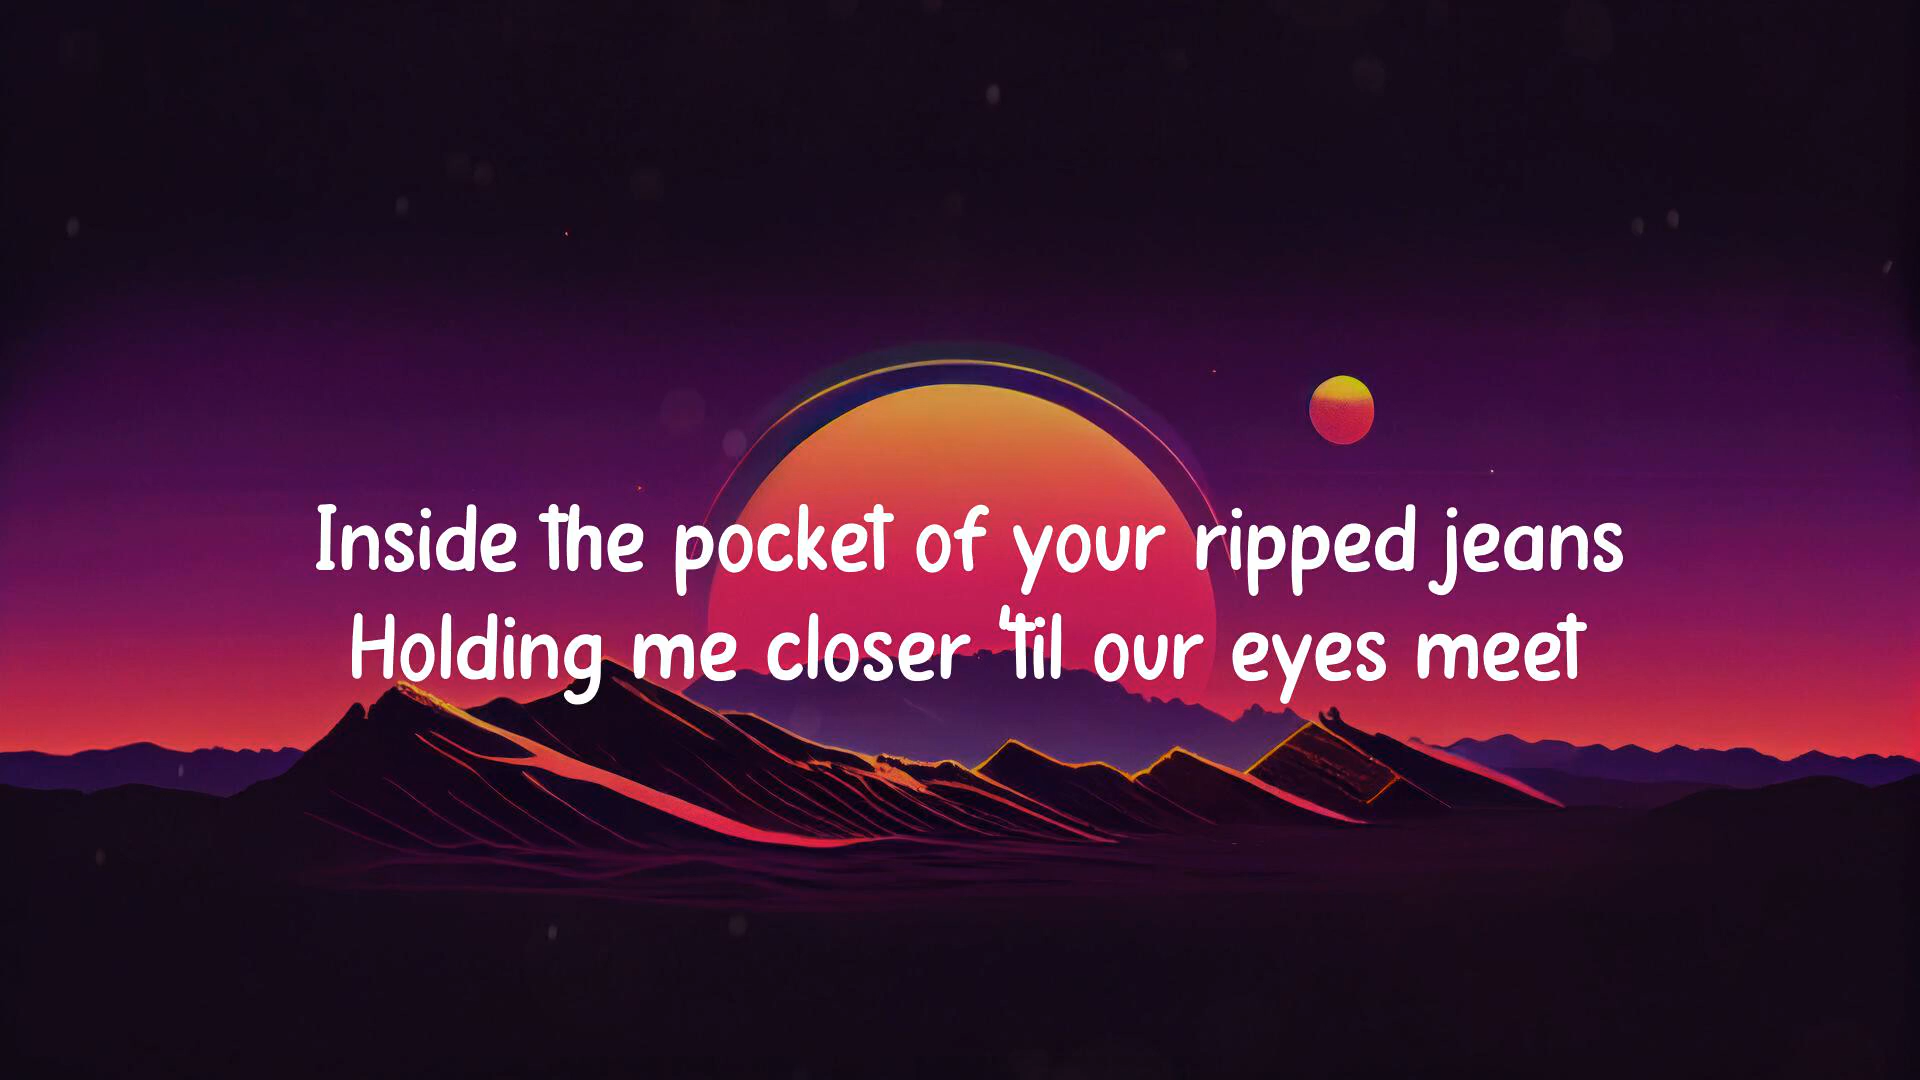 Inside the pocket of your ripped jeans
Holding me closer 'til our eyes meet